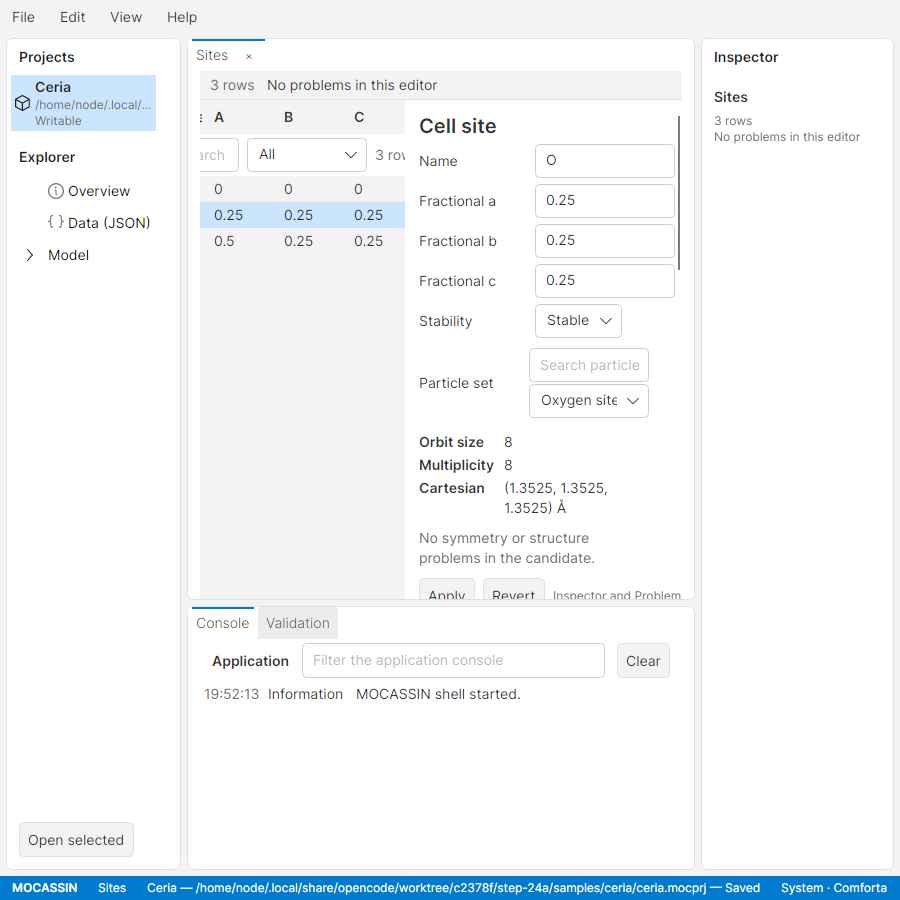 File Edit View Help
Projects
Ceria
/home/node/.local/...
Writable
Explorer
Overview
{ } Data (JSON)
Model
Open selected
Sites ×
3 rows No problems in this editor
A B C
arch All 3 row
0 0 0
0.25 0.25 0.25
0.5 0.25 0.25
Cell site
Name O
Fractional a 0.25
Fractional b 0.25
Fractional c 0.25
Stability Stable
Particle set Search particle
Oxygen site
Orbit size 8
Multiplicity 8
Cartesian (1.3525, 1.3525,
1.3525) Å
No symmetry or structure
problems in the candidate.
Apply Revert Inspector and Problem
Console Validation
Application Filter the application console Clear
19:52:13 Information MOCASSIN shell started.
Inspector
Sites
3 rows
No problems in this editor
MOCASSIN Sites Ceria — /home/node/.local/share/opencode/worktree/c2378f/step-24a/samples/ceria/ceria.mocprj — Saved System · Comforta